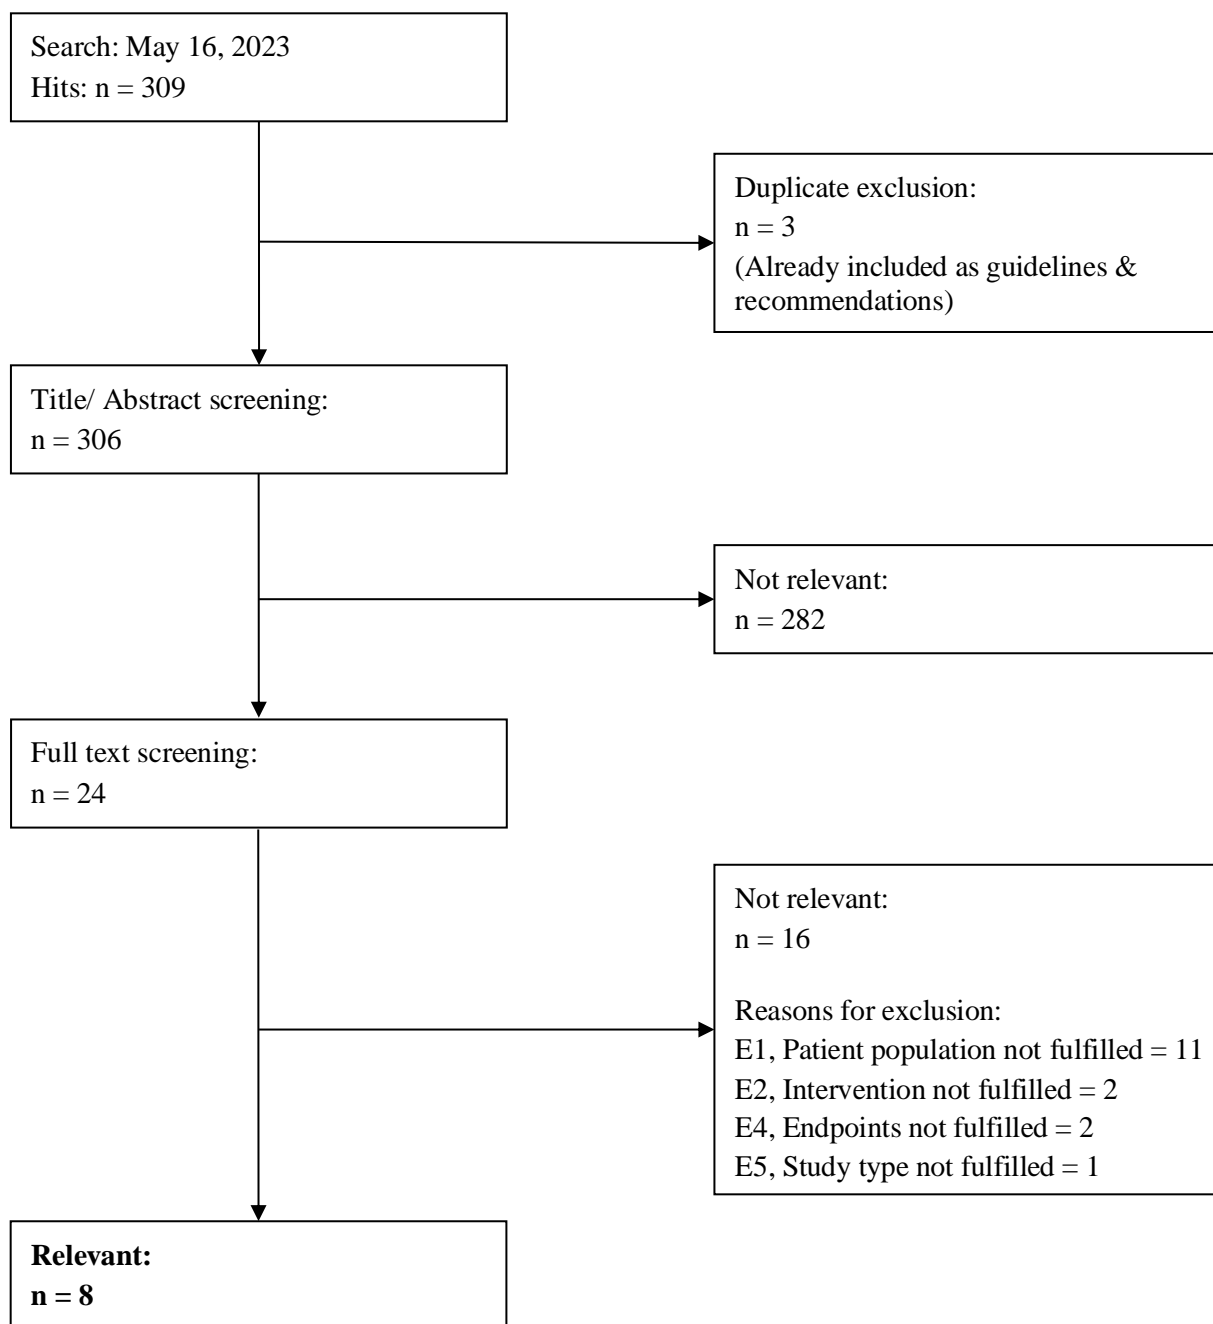 Search: May 16, 2023
Hits: n = 309
Duplicate exclusion:
n = 3
(Already included as guidelines &
recommendations)
Title/ Abstract screening:
n = 306
Not relevant:
n = 282
Full text screening:
n = 24
Not relevant:
n = 16
Reasons for exclusion:
E1, Patient population not fulfilled = 11
E2, Intervention not fulfilled = 2
E4, Endpoints not fulfilled = 2
E5, Study type not fulfilled = 1
Relevant:
n = 8